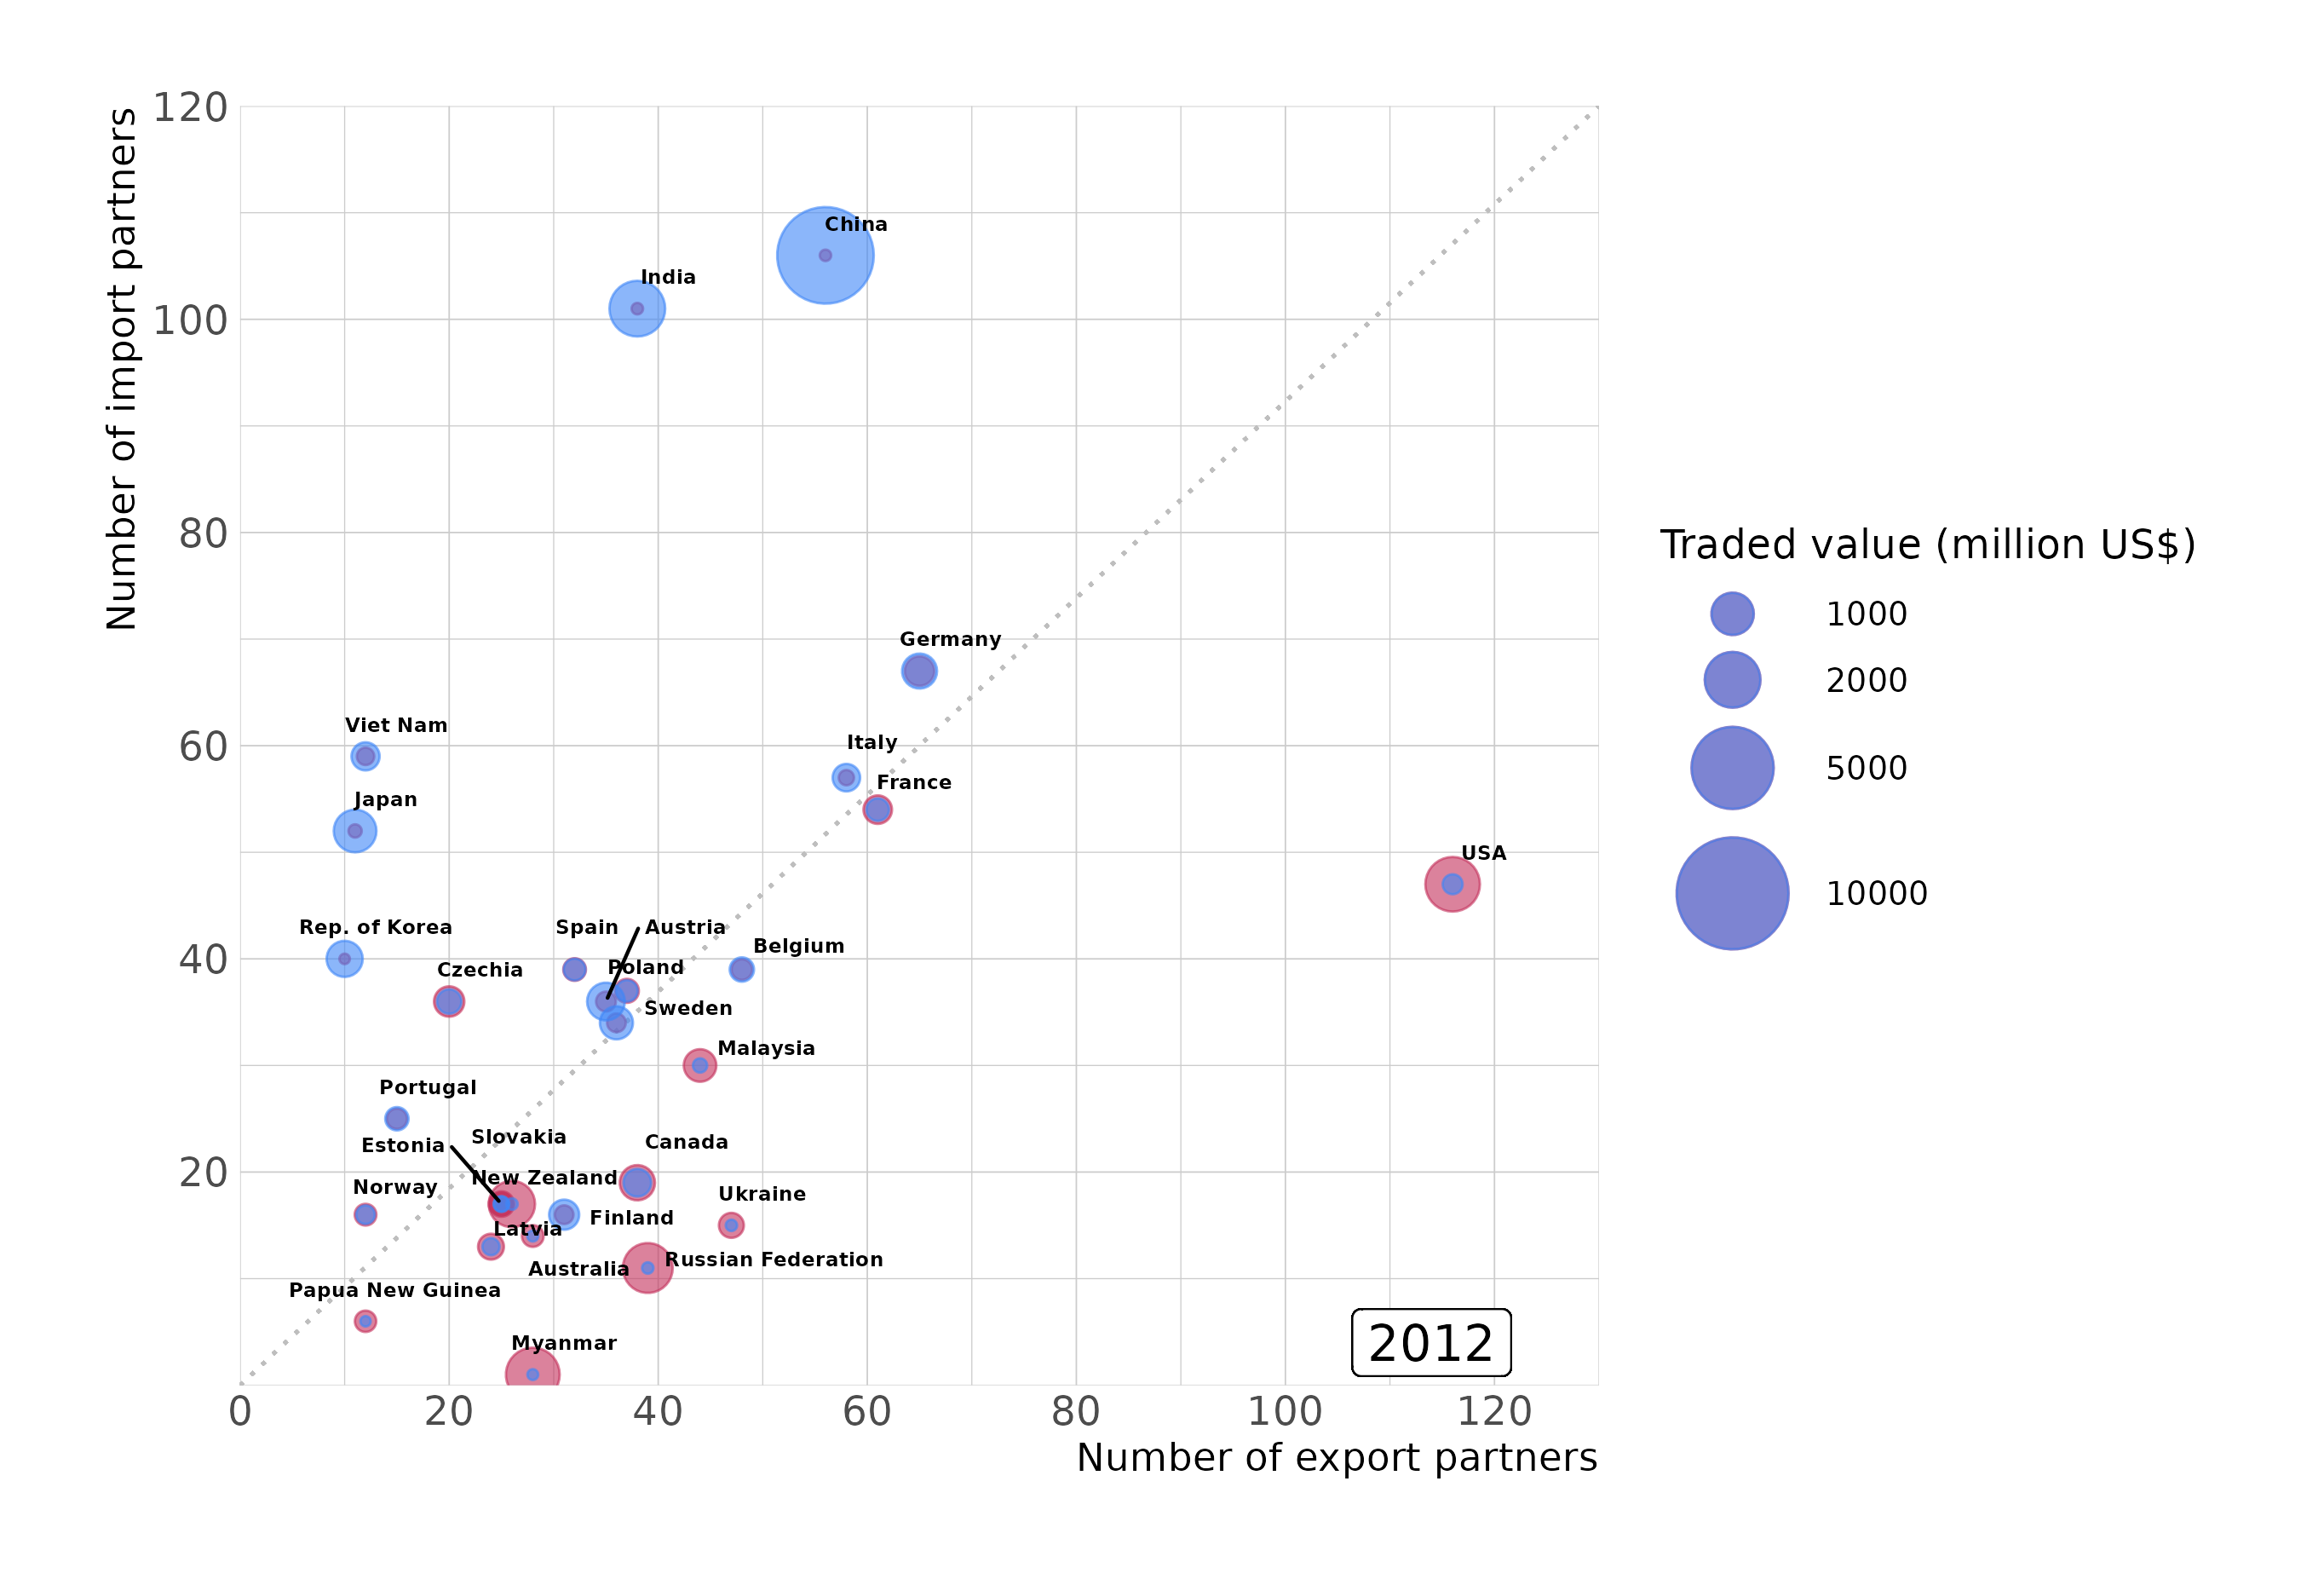 Number of import partners
120
100
80
60
40
20
China
India
Germany
Viet Nam
Italy
France
Japan
USA
Rep. of Korea
Spain
Austria
Belgium
Czechia
Poland
Sweden
Malaysia
Portugal
Estonia
Slovakia
Canada
New Zealand
Norway
Ukraine
Finland
Latvia
Australia
Russian Federation
Papua New Guinea
Myanmar
2012
0
20
40
60
80
100
120
Number of export partners
Traded value (million US$)
1000
2000
5000
10000